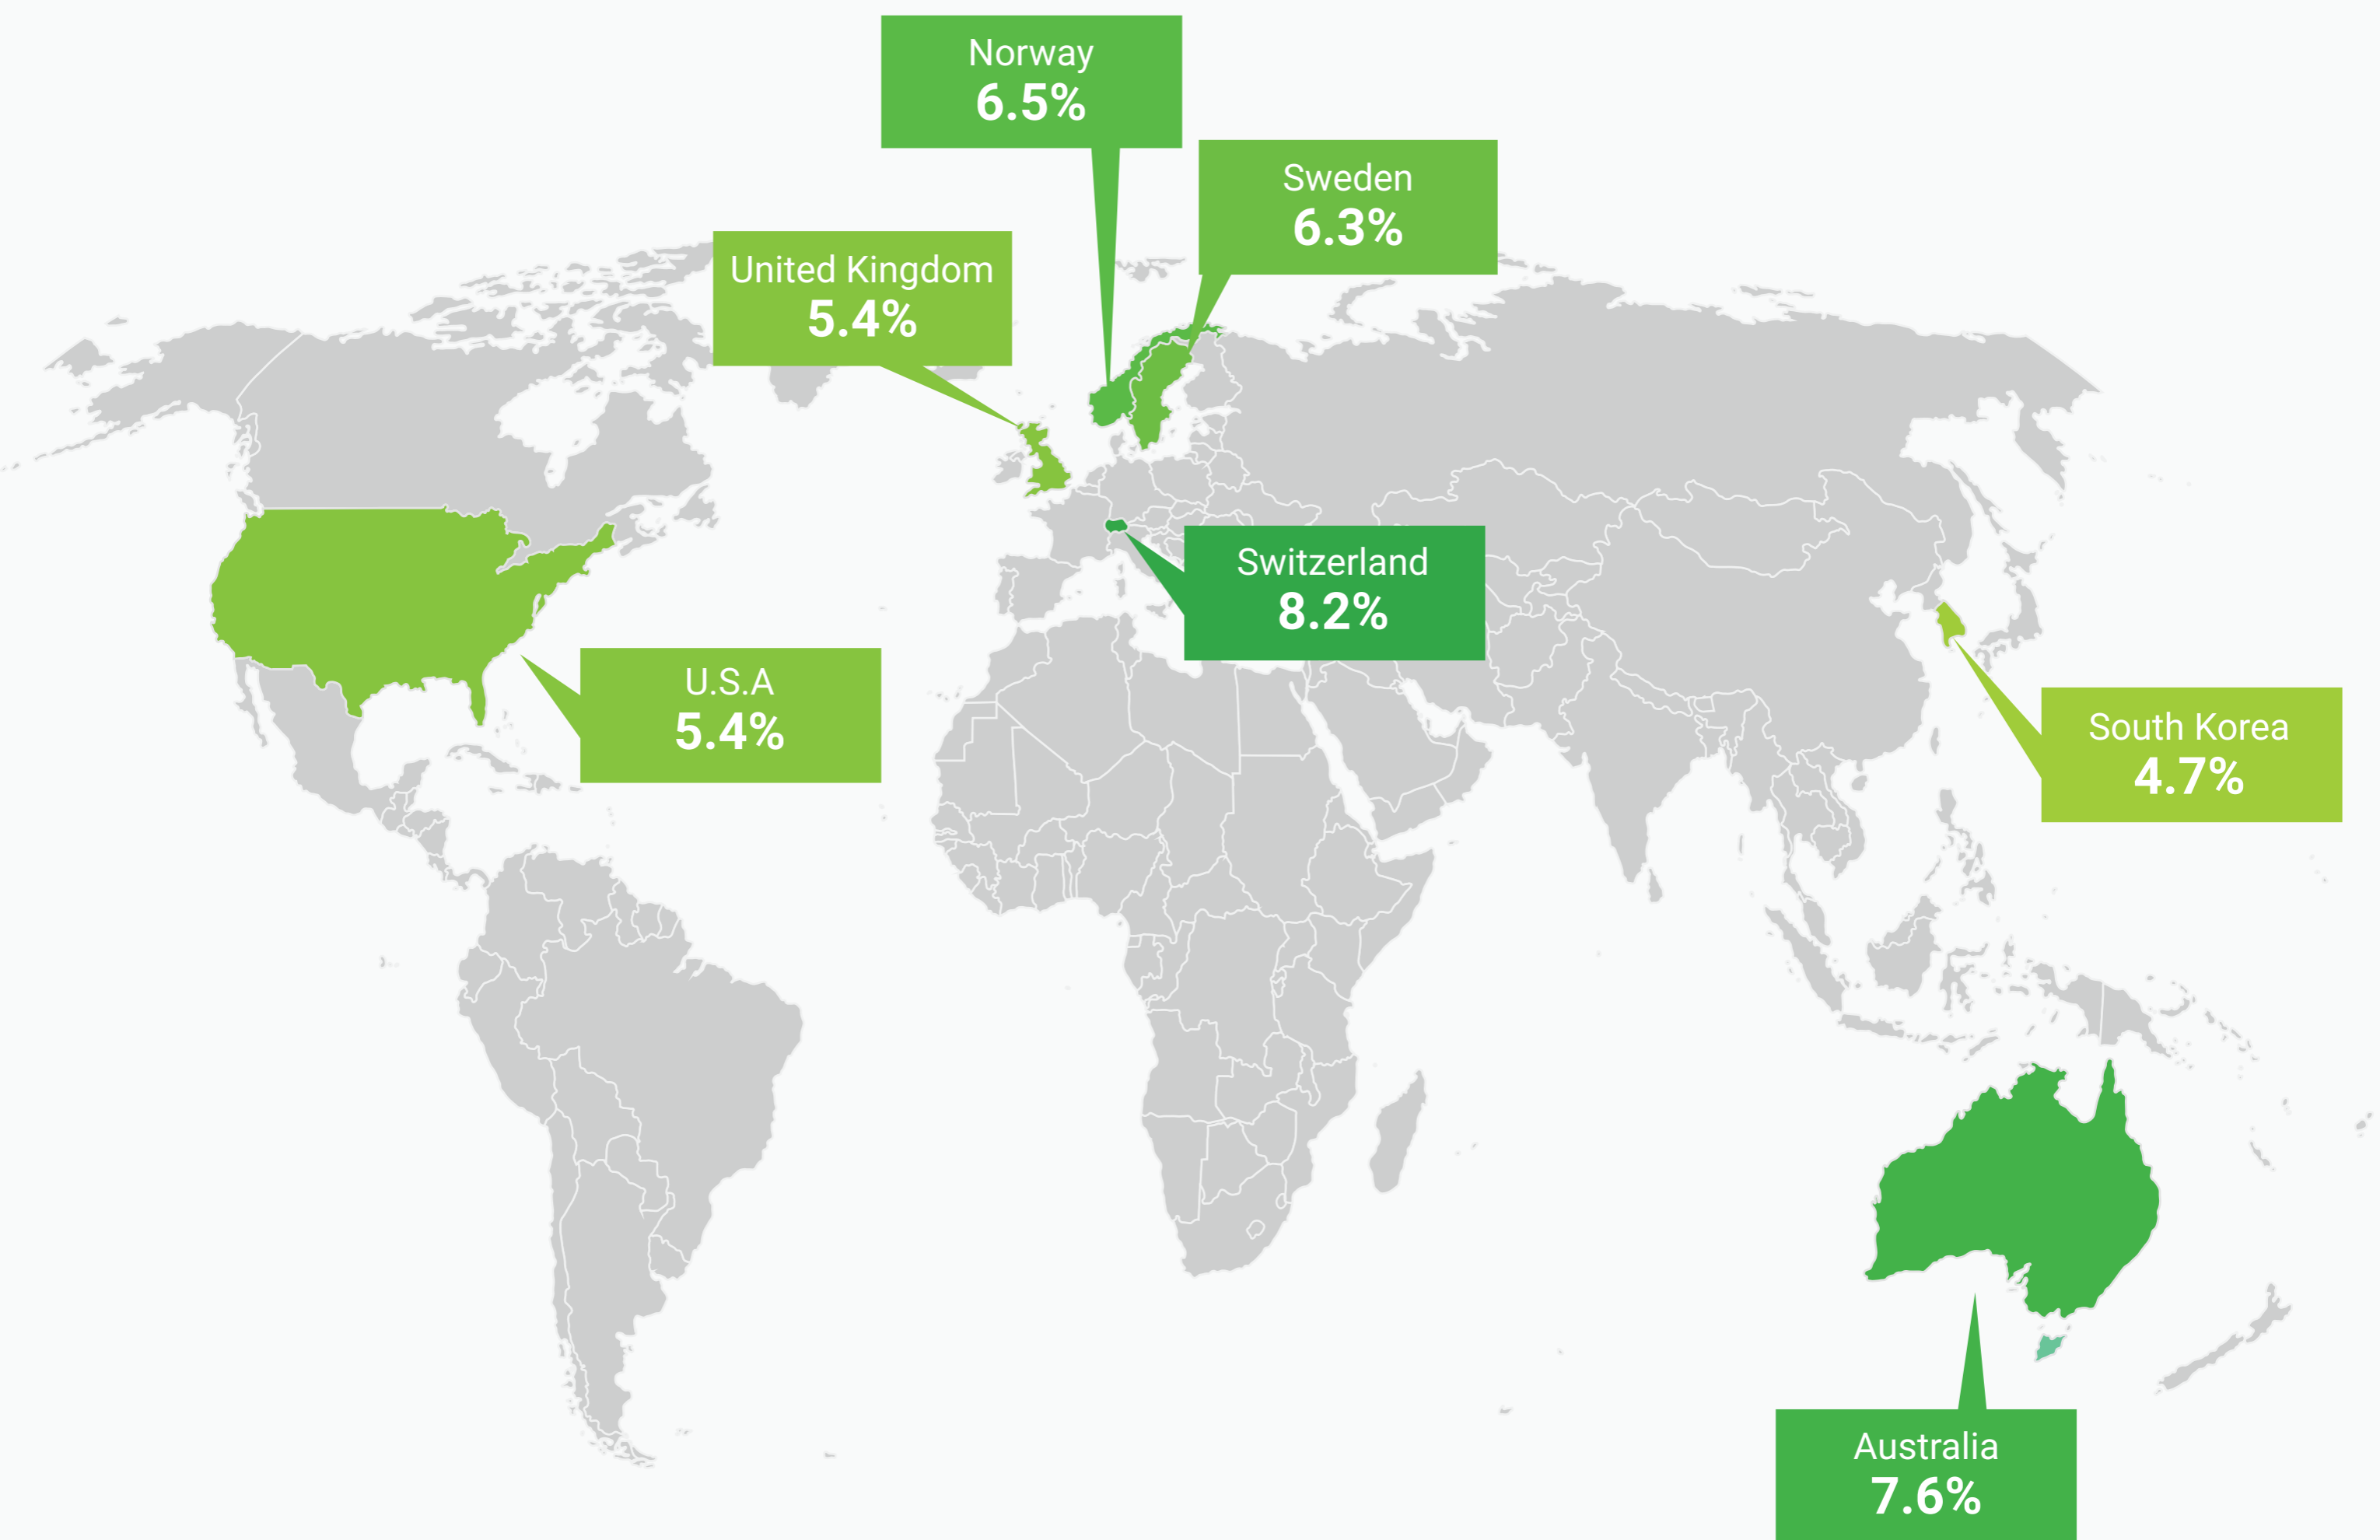 Norway
6.5%
Sweden
6.3%
United Kingdom
5.4%
Switzerland
8.2%
U.S.A
5.4%
South Korea
4.7%
Australia
7.6%